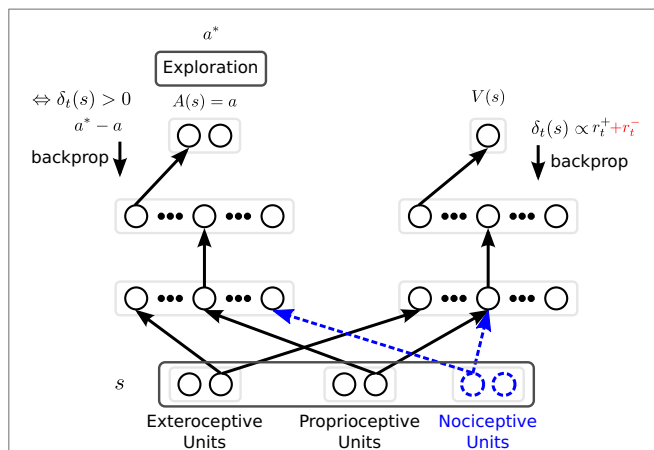 a*
Exploration
⇔ δₜ(s) > 0
A(s) = a
V(s)
a* − a
δₜ(s) ∝ rₜ⁺+rₜ⁻
backprop
backprop
s
Exteroceptive
Units
Proprioceptive
Units
Nociceptive
Units